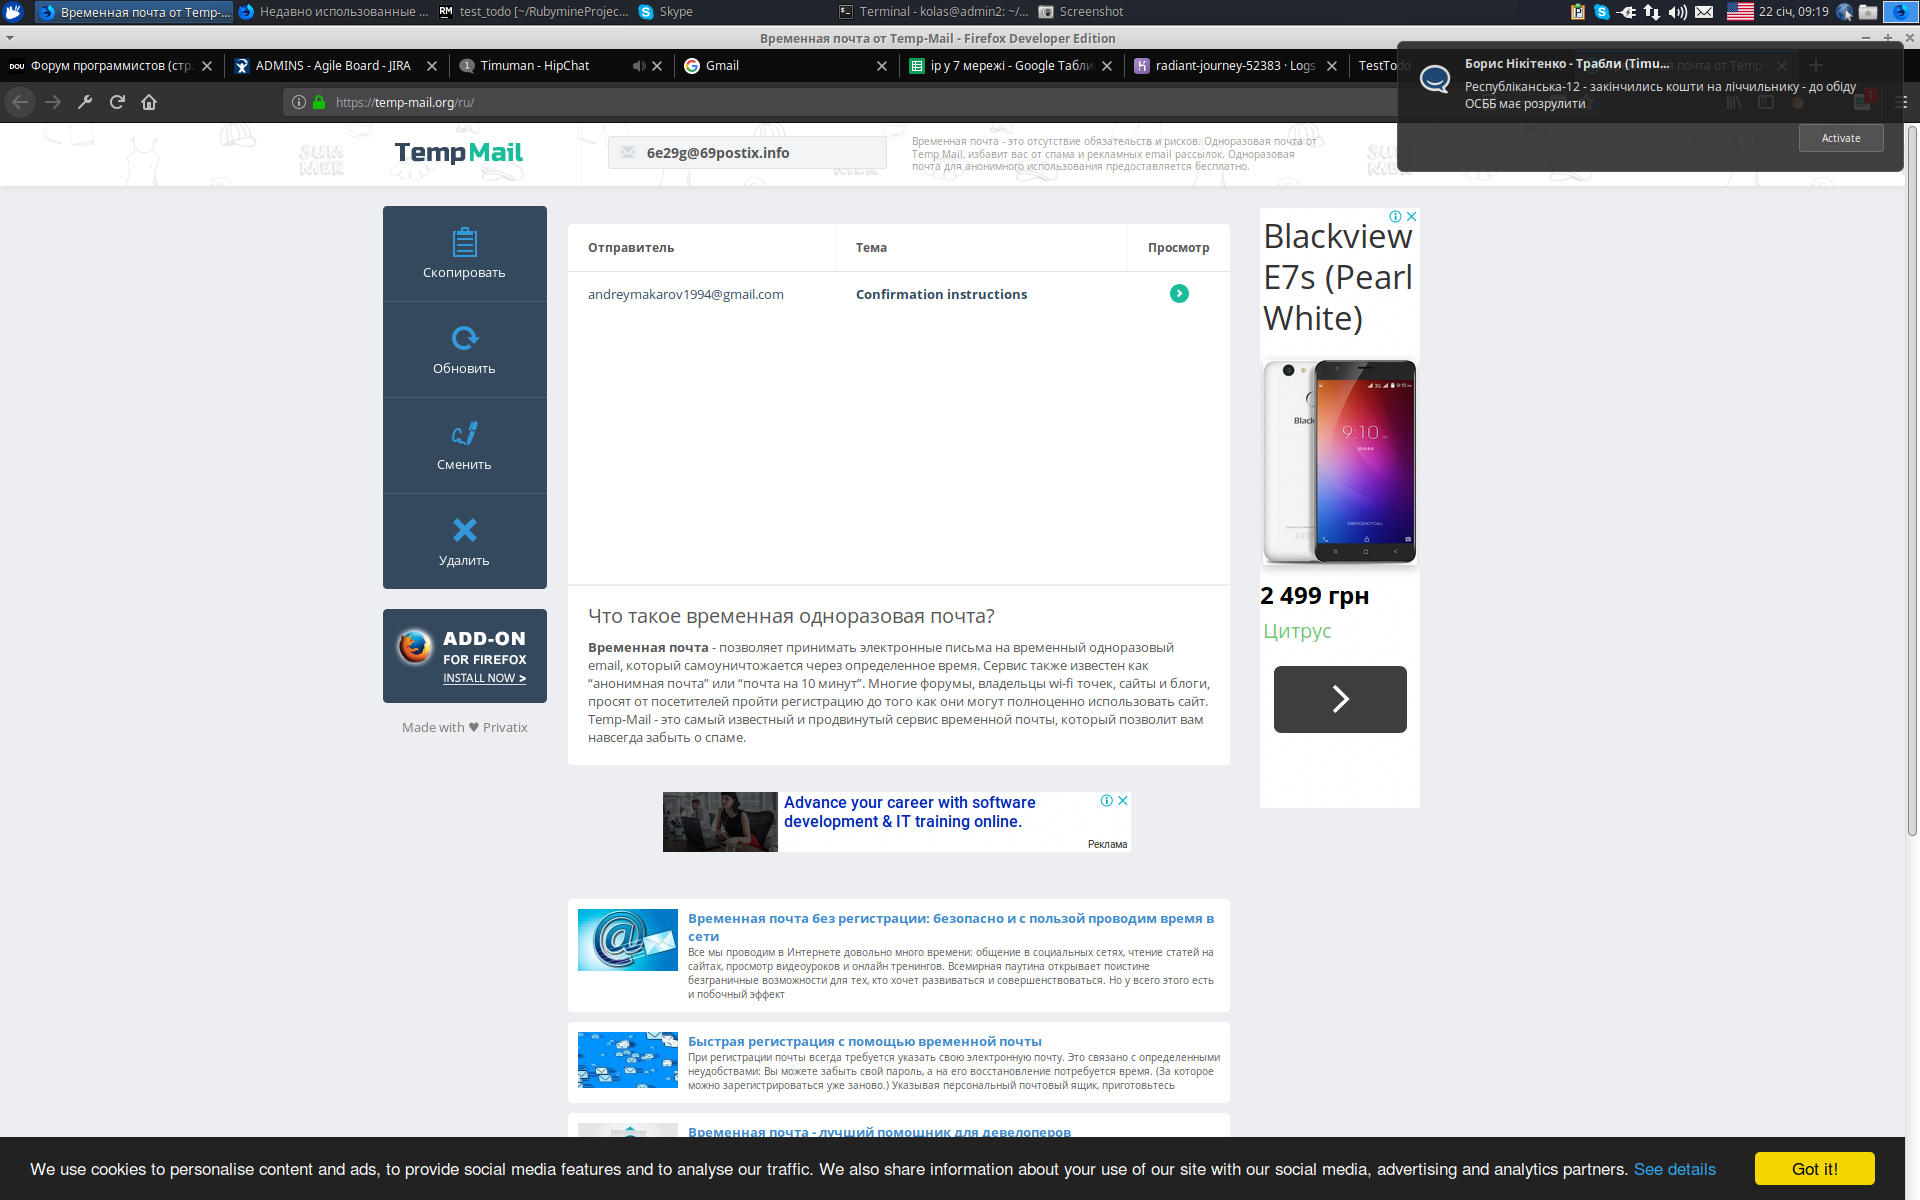 Временная почта от Temp-...
Недавно использованные ...
test_todo [~/RubymineProjec...
Skype
Terminal - kolas@admin2: ~/...
Screenshot
22 січ, 09:19
Временная почта от Temp-Mail - Firefox Developer Edition
Форум программистов (стр.
ADMINS - Agile Board - JIRA
Timuman - HipChat
Gmail
ip у 7 мережі - Google Табли
radiant-journey-52383 · Logs
TestTodo
Борис Нікітенко - Трабли (Timu...
Республіканська-12 - закінчились кошти на ліччильнику - до обіду
ОСББ має розрулити
Activate
https://temp-mail.org/ru/
TempMail
6e29g@69postix.info
Временная почта - это отсутствие обязательств и рисков. Одноразовая почта от
Temp Mail, избавит вас от спама и рекламных email рассылок. Одноразовая
почта для анонимного использования предоставляется бесплатно.
Скопировать
Обновить
Сменить
Удалить
ADD-ON
FOR FIREFOX
INSTALL NOW >
Made with ♥ Privatix
Отправитель
Тема
Просмотр
andreymakarov1994@gmail.com
Confirmation instructions
Что такое временная одноразовая почта?
Временная почта - позволяет принимать электронные письма на временный одноразовый
email, который самоуничтожается через определенное время. Сервис также известен как
“анонимная почта” или “почта на 10 минут”. Многие форумы, владельцы wi-fi точек, сайты и блоги,
просят от посетителей пройти регистрацию до того как они могут полноценно использовать сайт.
Temp-Mail - это самый известный и продвинутый сервис временной почты, который позволит вам
навсегда забыть о спаме.
Blackview
E7s (Pearl
White)
9:10
2 499 грн
Цитрус
Advance your career with software
development & IT training online.
Реклама
Временная почта без регистрации: безопасно и с пользой проводим время в
сети
Все мы проводим в Интернете довольно много времени: общение в социальных сетях, чтение статей на
сайтах, просмотр видеоуроков и онлайн тренингов. Всемирная паутина открывает поистине
безграничные возможности для тех, кто хочет развиваться и совершенствоваться. Но у всего этого есть
и побочный эффект
Быстрая регистрация с помощью временной почты
При регистрации почты всегда требуется указать свою электронную почту. Это связано с определенными
неудобствами: Вы можете забыть свой пароль, а на его восстановление потребуется время. (За которое
можно зарегистрироваться уже заново.) Указывая персональный почтовый ящик, приготовьтесь
Временная почта - лучший помощник для девелоперов
We use cookies to personalise content and ads, to provide social media features and to analyse our traffic. We also share information about your use of our site with our social media, advertising and analytics partners. See details
Got it!